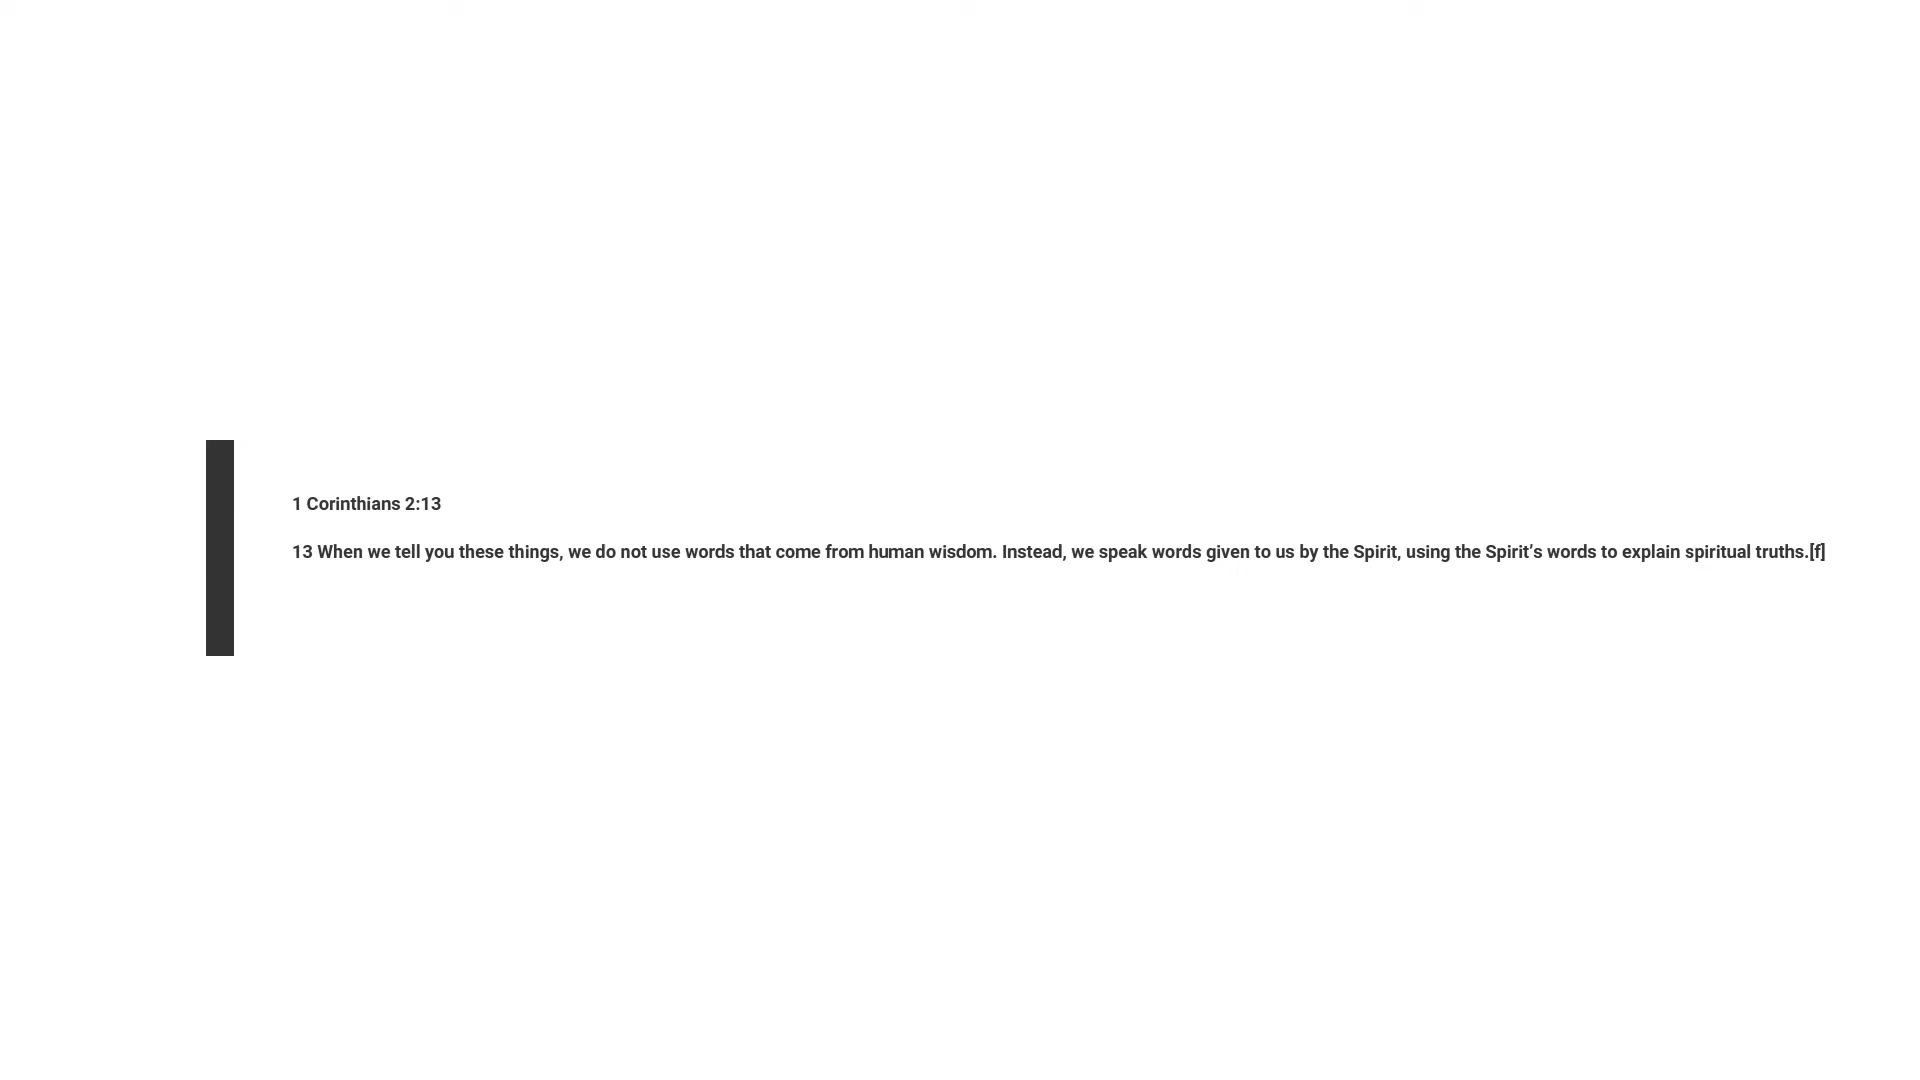 1 Corinthians 2:13
13 When we tell you these things, we do not use words that come from human wisdom. Instead, we speak words given to us by the Spirit, using the Spirit’s words to explain spiritual truths.[f]